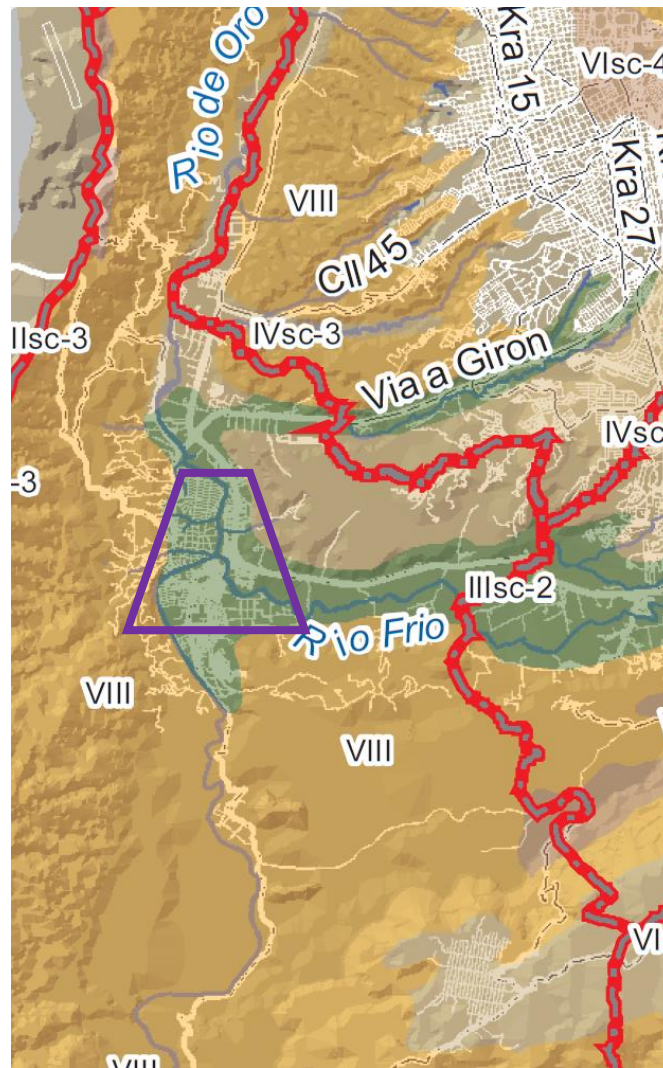 Rio de Oro
Kra 15
VIsc-4
Kra 27
VIII
Cll 45
IIsc-3
IVsc-3
Via a Giron
IVsc
-3
IIIsc-2
Rio Frio
VIII
VIII
VI
VIII